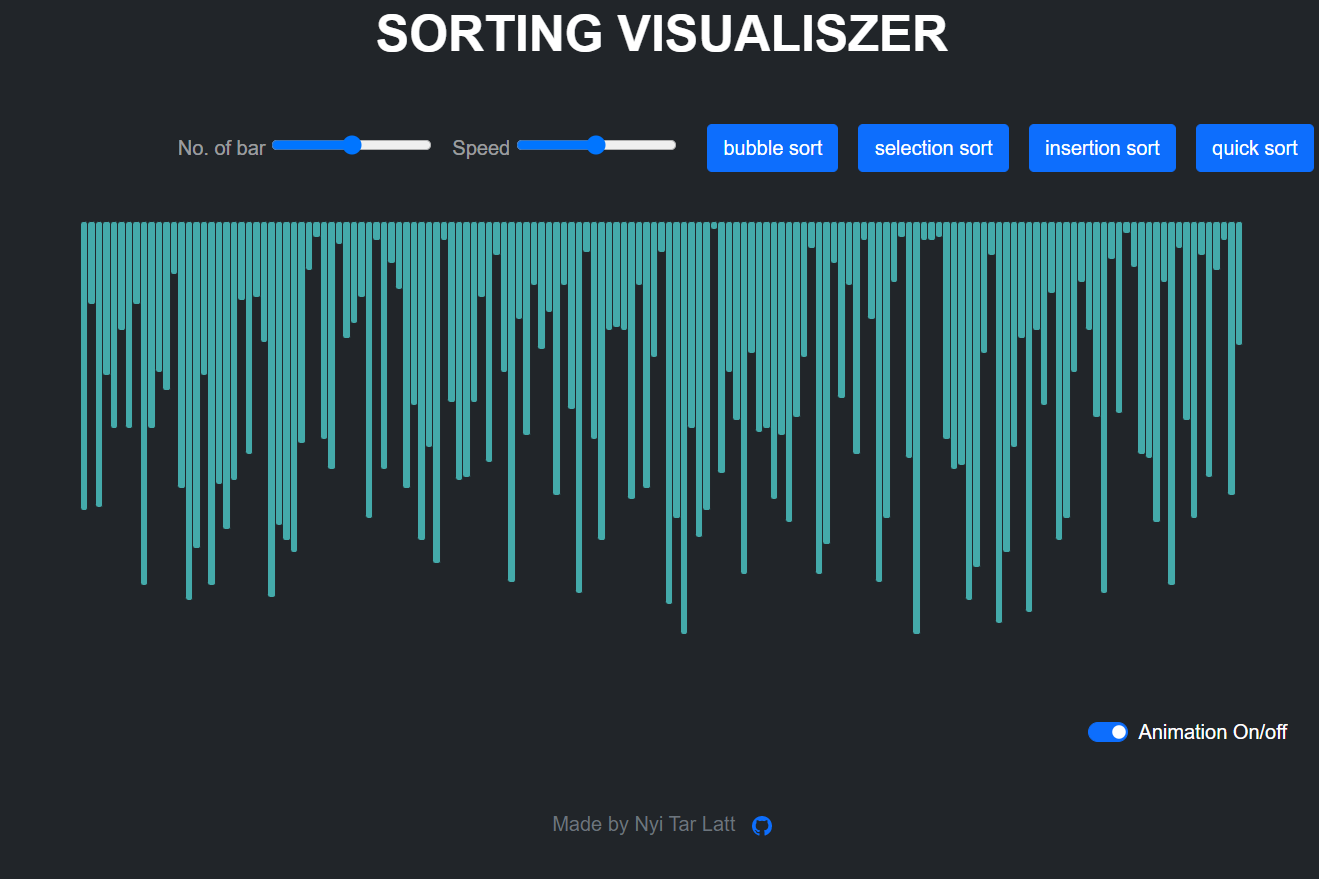 SORTING VISUALISZER
No. of bar Speed bubble sort selection sort insertion sort quick sort
Animation On/off
Made by Nyi Tar Latt